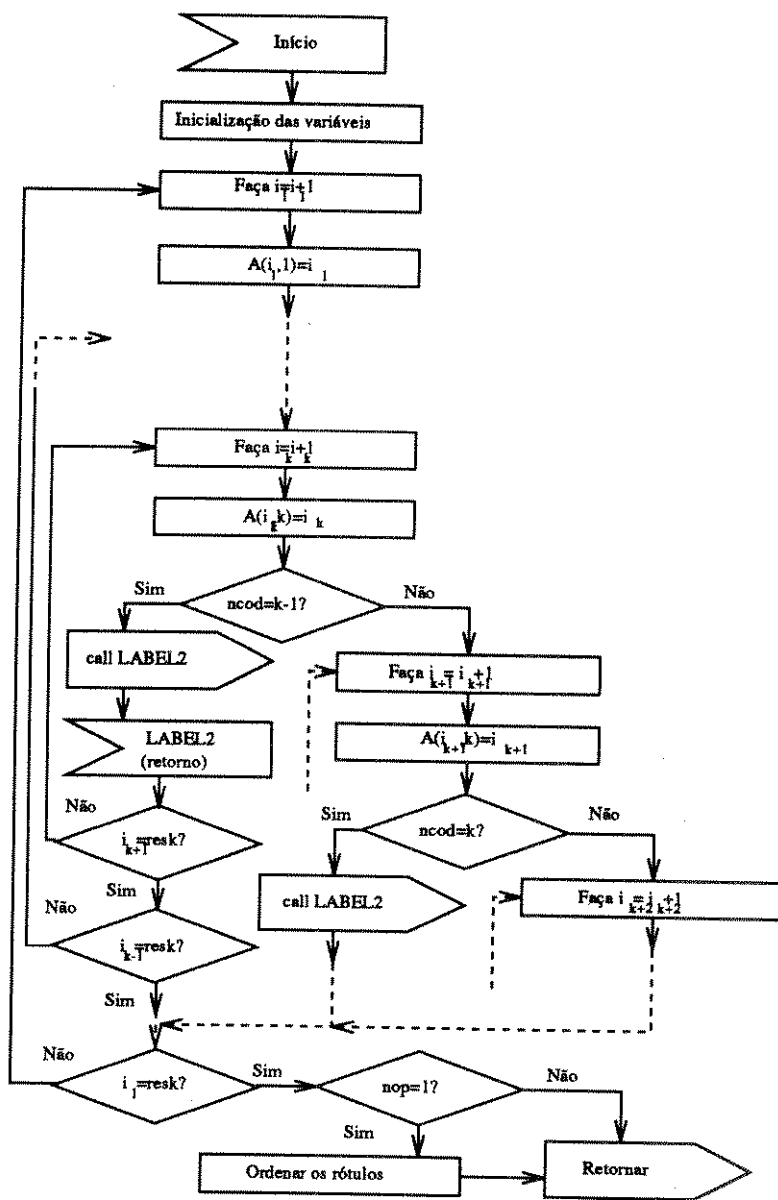 Início
Inicialização das variáveis
Faça i₁=i₁+1
A(i₁,1)=i₁
Faça iₖ=iₖ+1
A(iₖ,k)=iₖ
Sim
ncod=k-1?
Não
call LABEL2
Faça iₖ₊₁=iₖ₊₁+1
LABEL2
(retorno)
A(iₖ₊₁,k)=iₖ₊₁
Não
iₖ₊₁=resk?
Sim
ncod=k?
Não
Sim
call LABEL2
Faça iₖ₊₂=iₖ₊₂+1
Não
iₖ₋₁=resk?
Sim
Não
i₁=resk?
Sim
nop=1?
Não
Sim
Ordenar os rótulos
Retornar